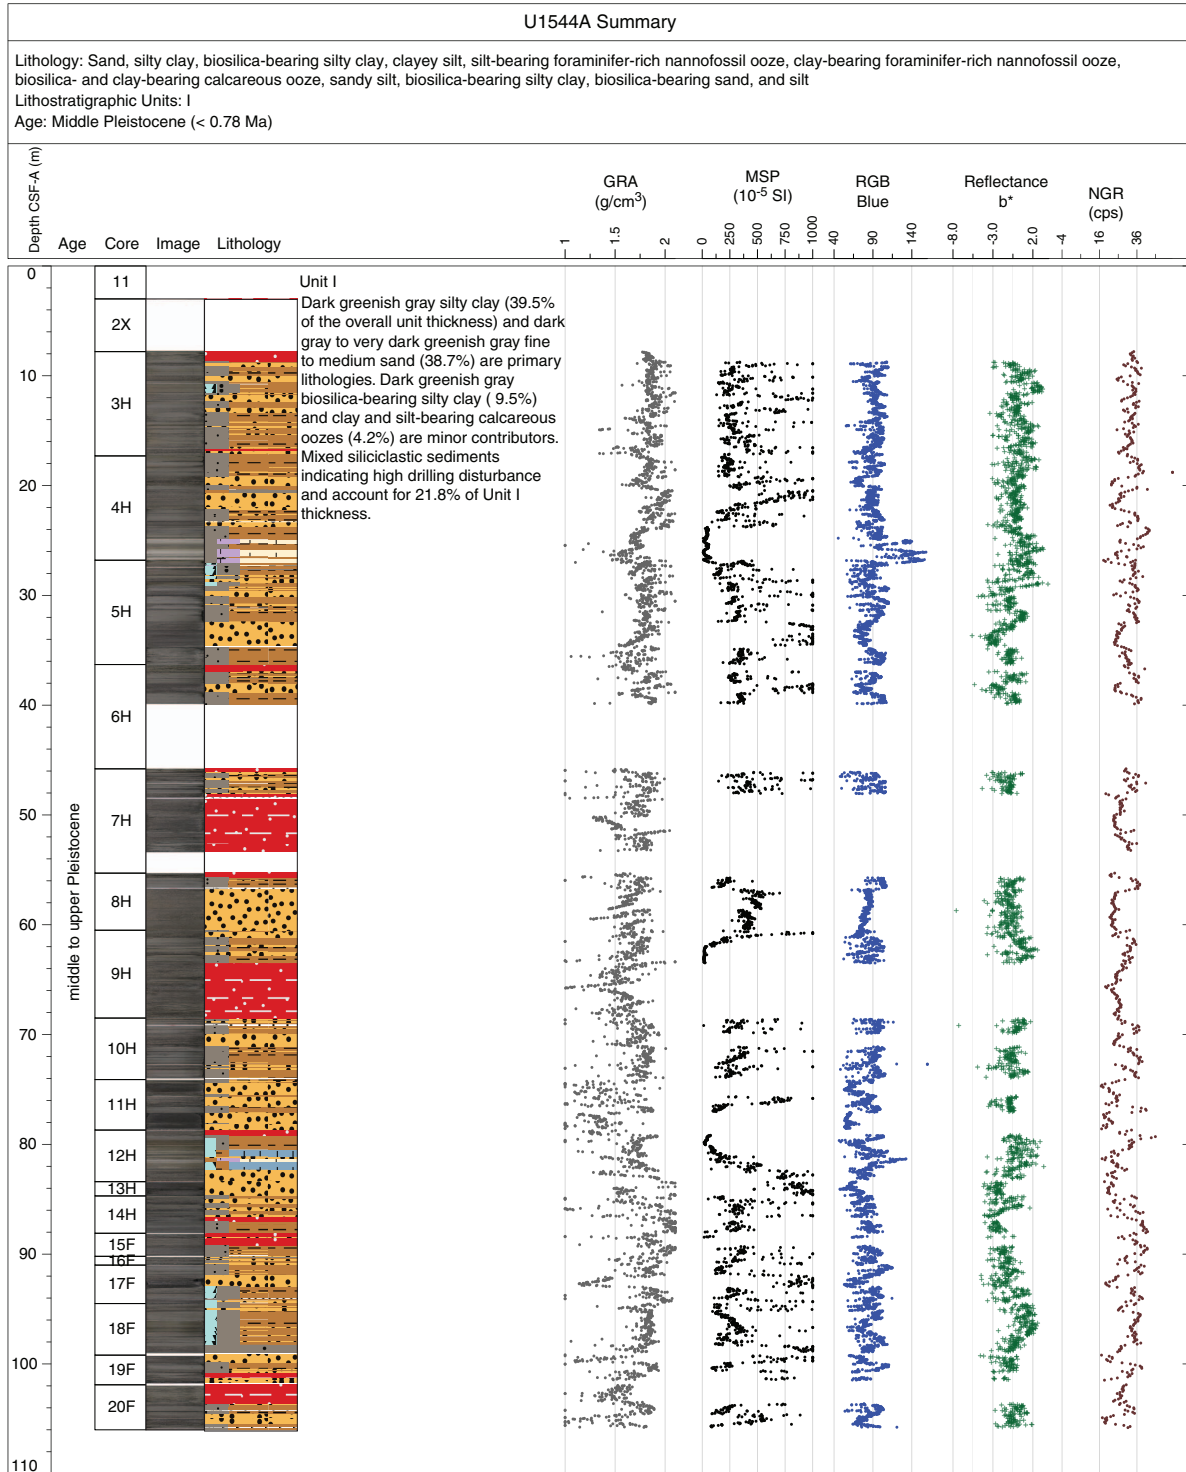 U1544A Summary
Lithology: Sand, silty clay, biosilica-bearing silty clay, clayey silt, silt-bearing foraminifer-rich nannofossil ooze, clay-bearing foraminifer-rich nannofossil ooze,
biosilica- and clay-bearing calcareous ooze, sandy silt, biosilica-bearing silty clay, biosilica-bearing sand, and silt
Lithostratigraphic Units: I
Age: Middle Pleistocene (< 0.78 Ma)
Depth CSF-A (m)
Age Core Image Lithology
GRA
(g/cm³)
1 1.5 2
MSP
(10⁻⁵ SI)
0 250 500 750 1000
RGB
Blue
40 90 140
Reflectance
b*
-8.0 -3.0 2.0
NGR
(cps)
-4 16 36
0
10
20
30
40
50
60
70
80
90
100
110
middle to upper Pleistocene
11
2X
3H
4H
5H
6H
7H
8H
9H
10H
11H
12H
13H
14H
15F
16F
17F
18F
19F
20F
Unit I
Dark greenish gray silty clay (39.5%
of the overall unit thickness) and dark
gray to very dark greenish gray fine
to medium sand (38.7%) are primary
lithologies. Dark greenish gray
biosilica-bearing silty clay ( 9.5%)
and clay and silt-bearing calcareous
oozes (4.2%) are minor contributors.
Mixed siliciclastic sediments
indicating high drilling disturbance
and account for 21.8% of Unit I
thickness.